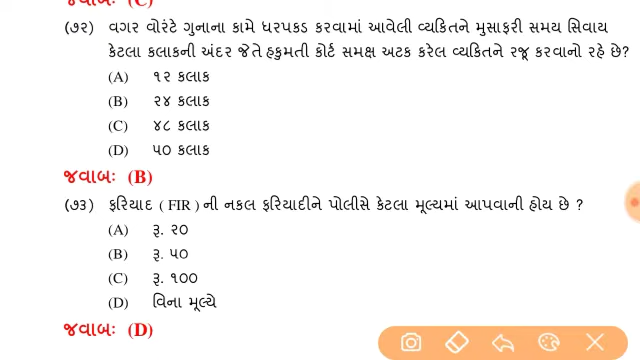 જવાબઃ (C)
(૭૨) વગર વોરંટે ગુનાના કામે ધરપકડ કરવામાં આવેલી વ્યકિતને મુસાફરી સમય સિવાય
કેટલા કલાકની અંદર જેતે હકુમતી કોર્ટ સમક્ષ અટક કરેલ વ્યકિતને રજૂ કરવાનો રહે છે?
(A) ૧૨ કલાક
(B) ૨૪ કલાક
(C) ૪૮ કલાક
(D) ૫૦ કલાક
જવાબઃ (B)
(૭૩) ફરિયાદ ( FIR ) ની નકલ ફરિયાદીને પોલીસે કેટલા મૂલ્યમાં આપવાની હોય છે ?
(A) રૂ. ૨૦
(B) રૂ. ૫૦
(C) રૂ. ૧૦૦
(D) વિના મૂલ્યે
જવાબઃ (D)